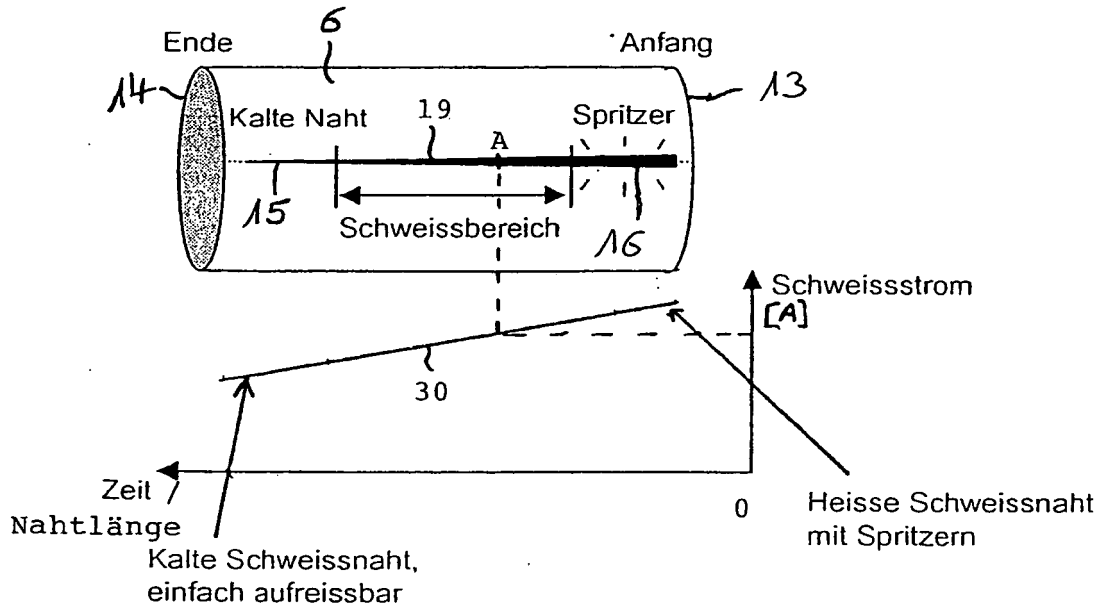 6
Ende
Anfang
14
13
Kalte Naht
19
Spritzer
A
15
Schweissbereich
16
Schweissstrom
[A]
30
Zeit /
Nahtlänge
0
Heisse Schweissnaht
mit Spritzern
Kalte Schweissnaht,
einfach aufreissbar